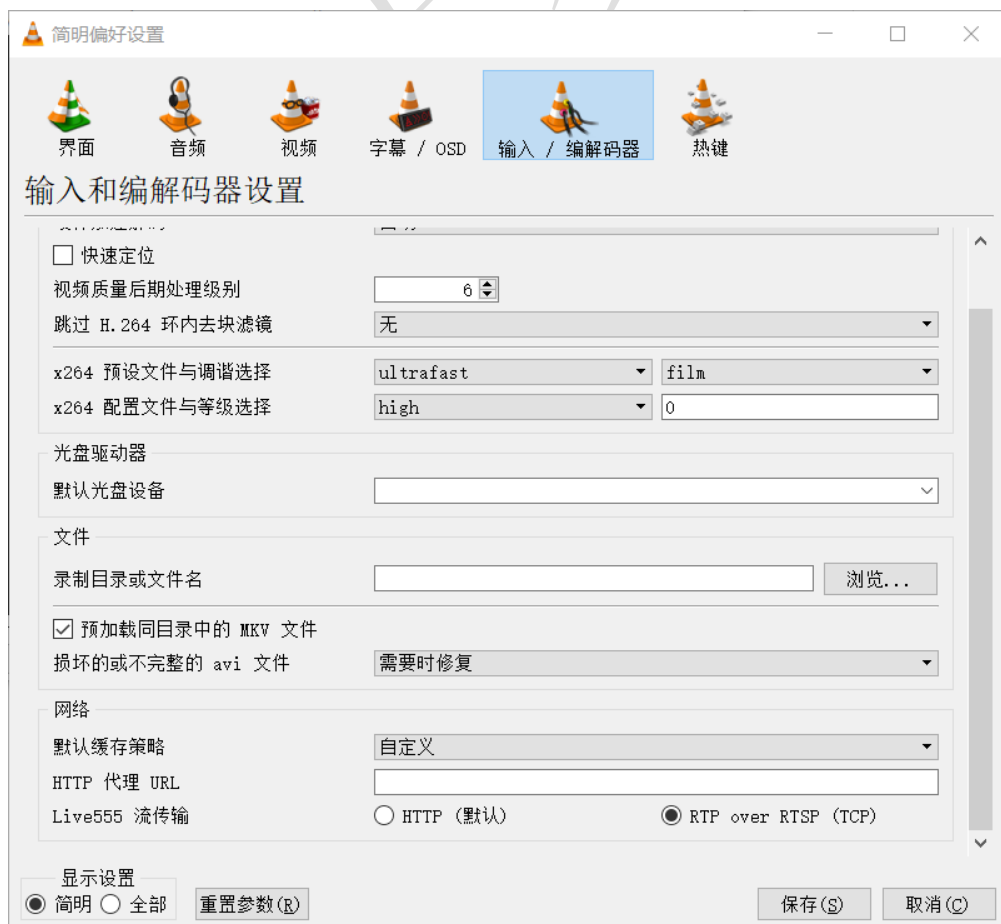 简明偏好设置
界面
音频
视频
字幕 / OSD
输入 / 编解码器
热键
输入和编解码器设置
快速定位
视频质量后期处理级别 6
跳过 H.264 环内去块滤镜 无
x264 预设文件与调谐选择 ultrafast film
x264 配置文件与等级选择 high 0
光盘驱动器
默认光盘设备
文件
录制目录或文件名 浏览...
预加载同目录中的 MKV 文件
损坏的或不完整的 avi 文件 需要时修复
网络
默认缓存策略 自定义
HTTP 代理 URL
Live555 流传输 HTTP (默认) RTP over RTSP (TCP)
显示设置
简明 全部 重置参数(R) 保存(S) 取消(C)